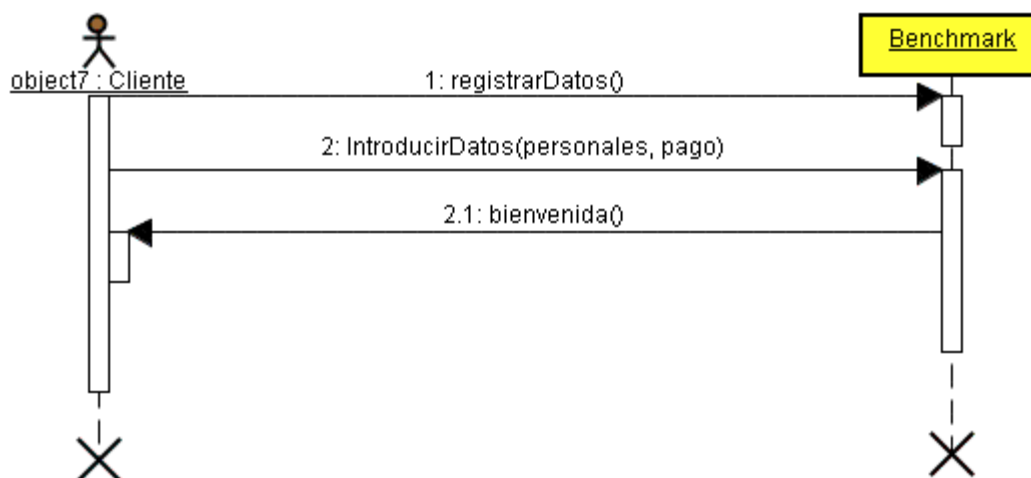 Benchmark
object7 : Cliente
1: registrarDatos()
2: IntroducirDatos(personales, pago)
2.1: bienvenida()